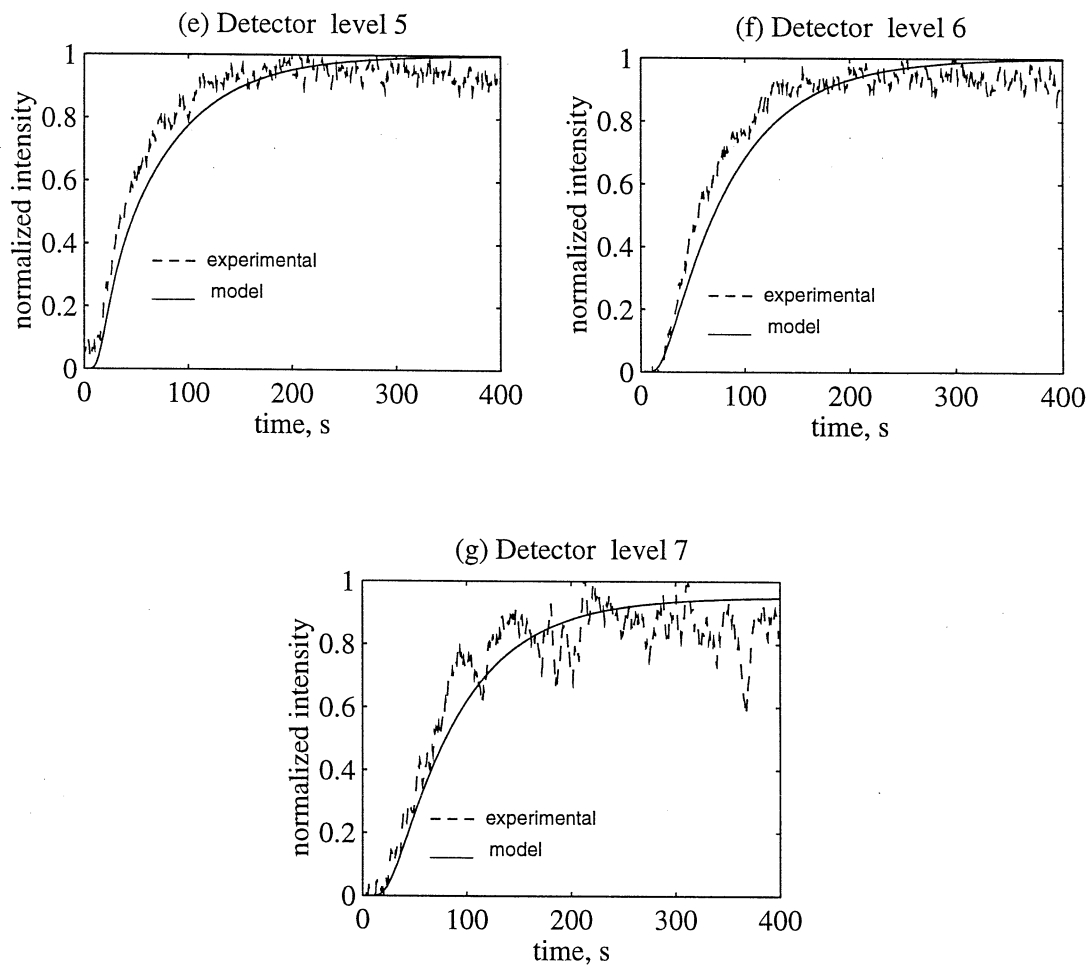 (e) Detector level 5
normalized intensity
1
0.8
0.6
0.4
0.2
0
experimental
model
0 100 200 300 400
time, s
(f) Detector level 6
normalized intensity
1
0.8
0.6
0.4
0.2
0
experimental
model
0 100 200 300 400
time, s
(g) Detector level 7
normalized intensity
1
0.8
0.6
0.4
0.2
0
experimental
model
0 100 200 300 400
time, s